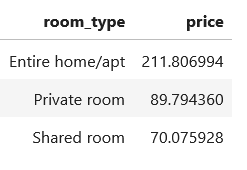 room_type price
Entire home/apt 211.806994
Private room 89.794360
Shared room 70.075928